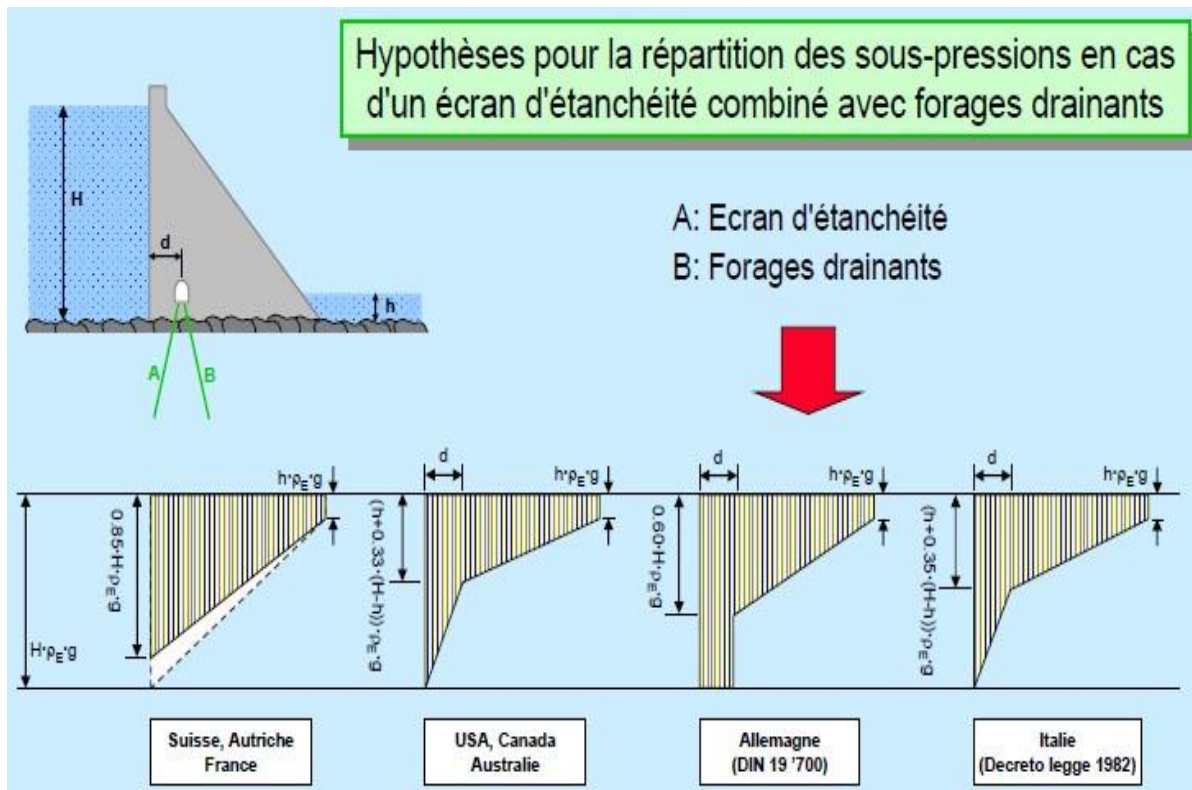 Hypothèses pour la répartition des sous-pressions en cas
d'un écran d'étanchéité combiné avec forages drainants
H
d
h
A
B
A: Ecran d'étanchéité
B: Forages drainants
h·ρE·g
0.85·H·ρE·g
H·ρE·g
d
h·ρE·g
(h+0.33·(H-h))·ρE·g
d
h·ρE·g
0.60·H·ρE·g
d
h·ρE·g
(h+0.35·(H-h))·ρE·g
Suisse, Autriche
France
USA, Canada
Australie
Allemagne
(DIN 19 '700)
Italie
(Decreto legge 1982)